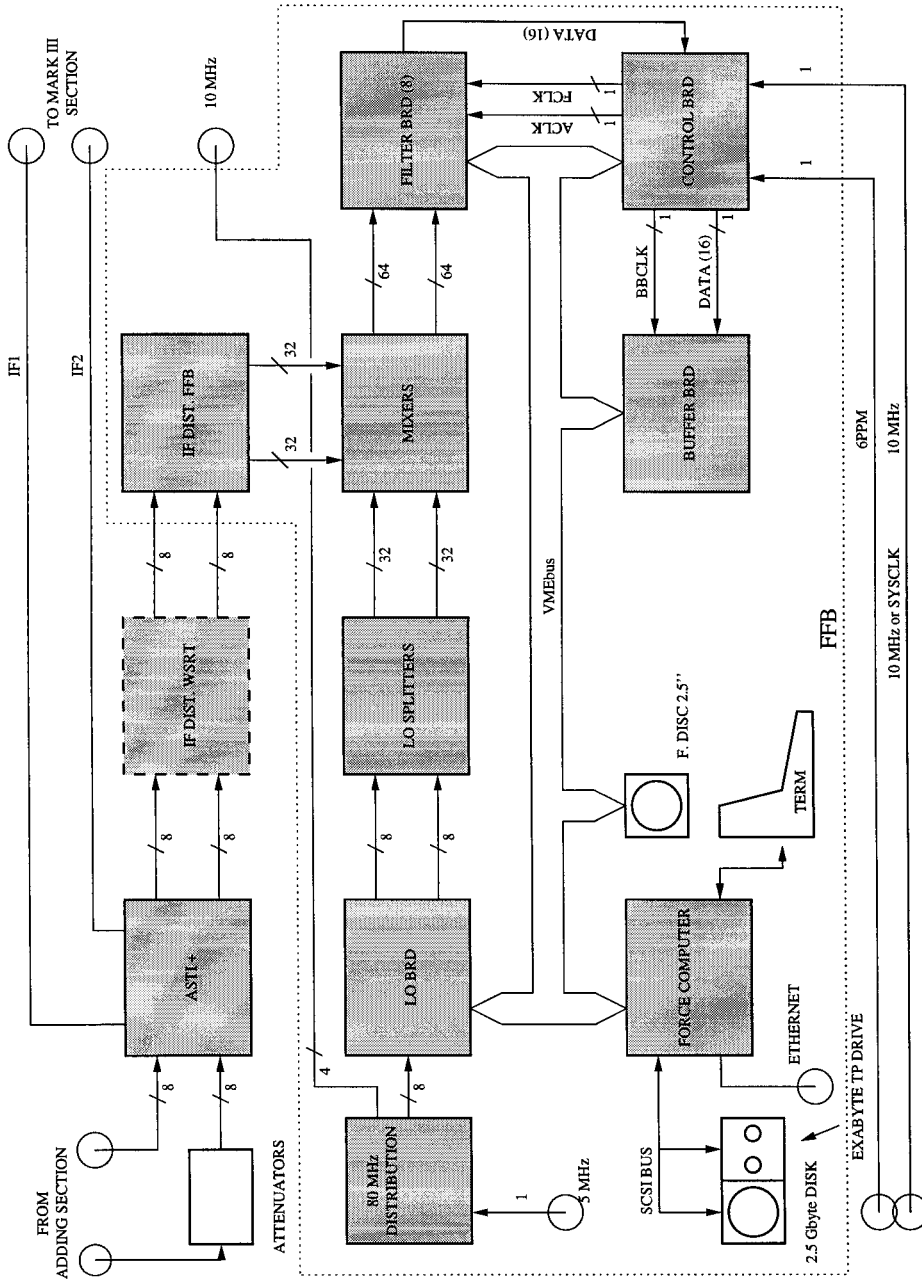 FROM
ADDING SECTION
ATTENUATORS
8
8
ASTI+
8
8
IF DIST. WSRT
8
8
IF DIST. FFB
IF1
IF2
TO MARK III
SECTION
10 MHz
32
32
4
80 MHz
DISTRIBUTION
1
5 MHz
8
LO BRD
8
8
LO SPLITTERS
32
32
MIXERS
64
64
FILTER BRD (8)
VMEbus
DATA (16)
FCLK
1
ACLK
1
SCSI BUS
2.5 Gbyte DISK
EXABYTE TP DRIVE
ETHERNET
FORCE COMPUTER
TERM
F. DISC 2.5''
BUFFER BRD
BBCLK
1
DATA (16)
1
CONTROL BRD
1
1
FFB
6PPM
10 MHz or SYSCLK
10 MHz